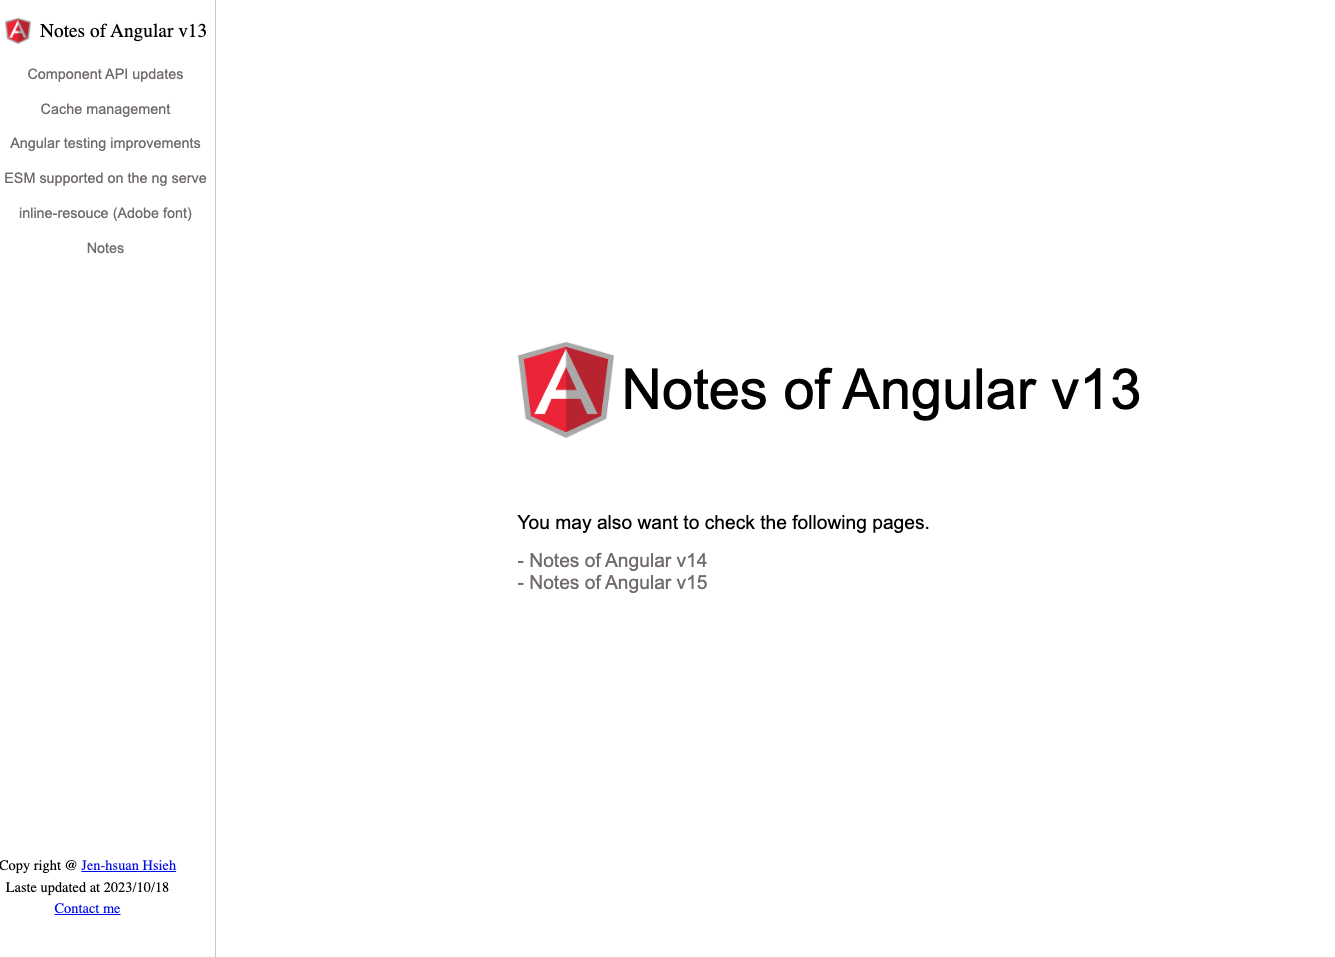 Notes of Angular v13
Component API updates
Cache management
Angular testing improvements
ESM supported on the ng serve
inline-resouce (Adobe font)
Notes
Notes of Angular v13
You may also want to check the following pages.
- Notes of Angular v14
- Notes of Angular v15
Copy right @ Jen-hsuan Hsieh
Laste updated at 2023/10/18
Contact me